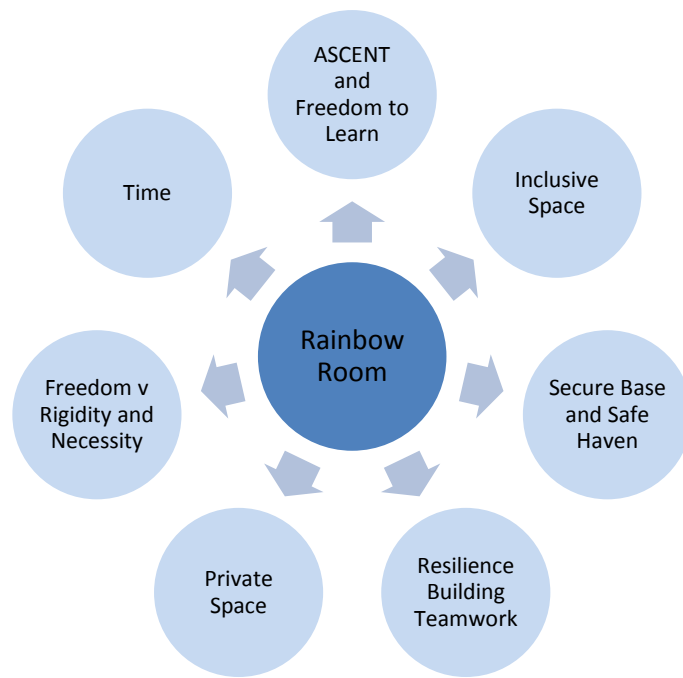 ASCENT
and
Freedom to
Learn
Time
Inclusive
Space
Rainbow
Room
Freedom v
Rigidity and
Necessity
Secure Base
and Safe
Haven
Private
Space
Resilience
Building
Teamwork